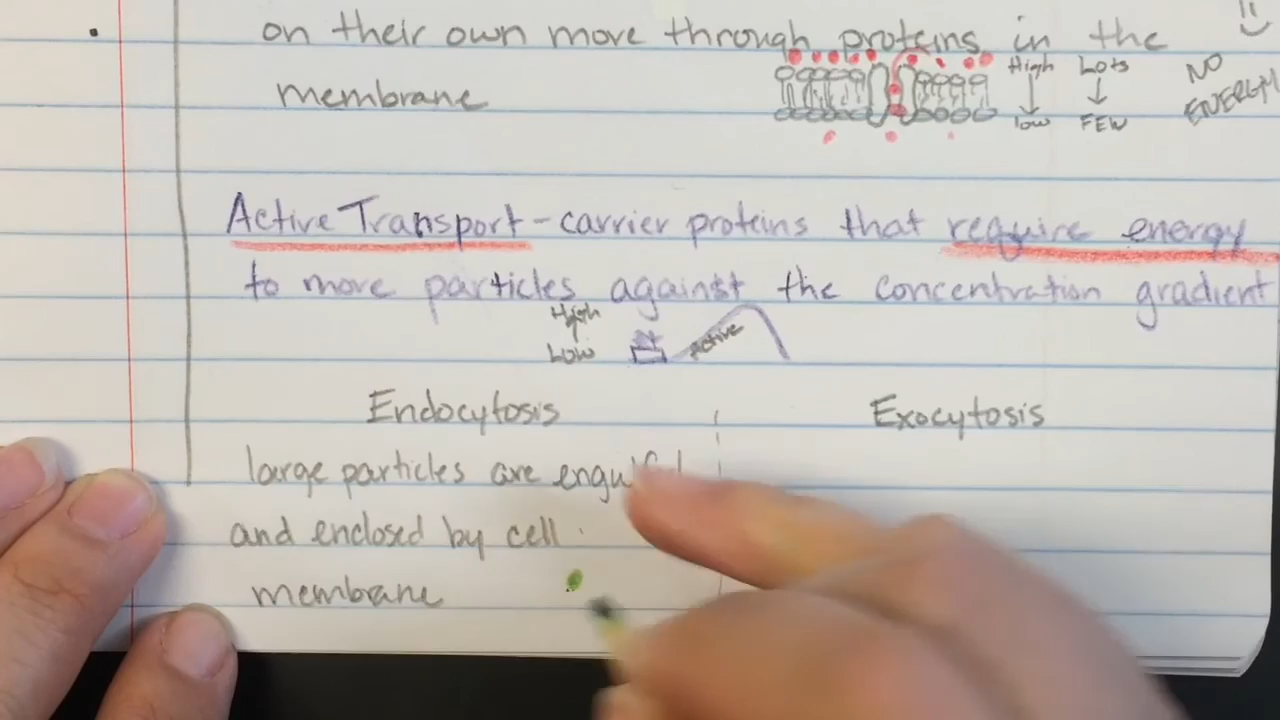 on their own move through proteins in the
membrane
High Lots
low FEW
NO
ENERGY
Active Transport - carrier proteins that require energy
to move particles against the concentration gradient
High
Low
Active
Endocytosis Exocytosis
large particles are
and enclosed by cell
membrane